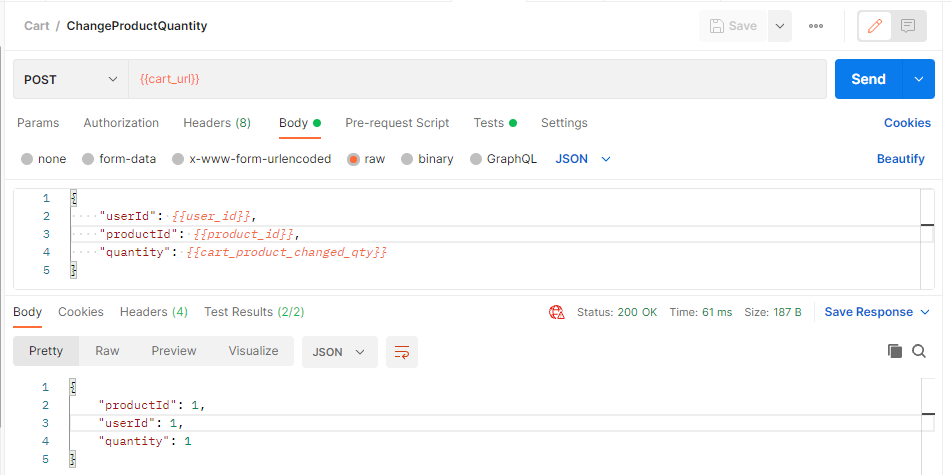 Cart / ChangeProductQuantity
Save
POST
{{cart_url}}
Send
Params Authorization Headers (8) Body Pre-request Script Tests Settings Cookies
none form-data x-www-form-urlencoded raw binary GraphQL JSON Beautify
1 {
2 "userId": {{user_id}},
3 "productId": {{product_id}},
4 "quantity": {{cart_product_changed_qty}}
5 }
Body Cookies Headers (4) Test Results (2/2) Status: 200 OK Time: 61 ms Size: 187 B Save Response
Pretty Raw Preview Visualize JSON
1 {
2 "productId": 1,
3 "userId": 1,
4 "quantity": 1
5 }